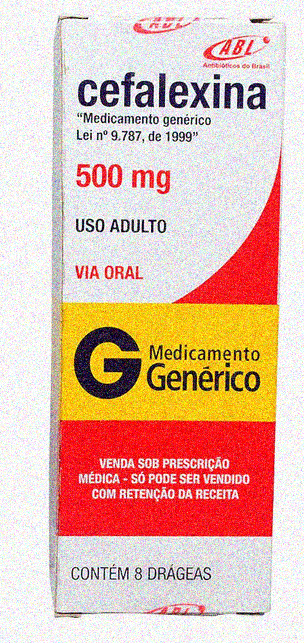 ABL
Antibióticos do Brasil
cefalexina
"Medicamento genérico
Lei nº 9.787, de 1999"
500 mg
USO ADULTO
VIA ORAL
G Medicamento
Genérico
VENDA SOB PRESCRIÇÃO
MÉDICA - SÓ PODE SER VENDIDO
COM RETENÇÃO DA RECEITA
CONTÉM 8 DRÁGEAS